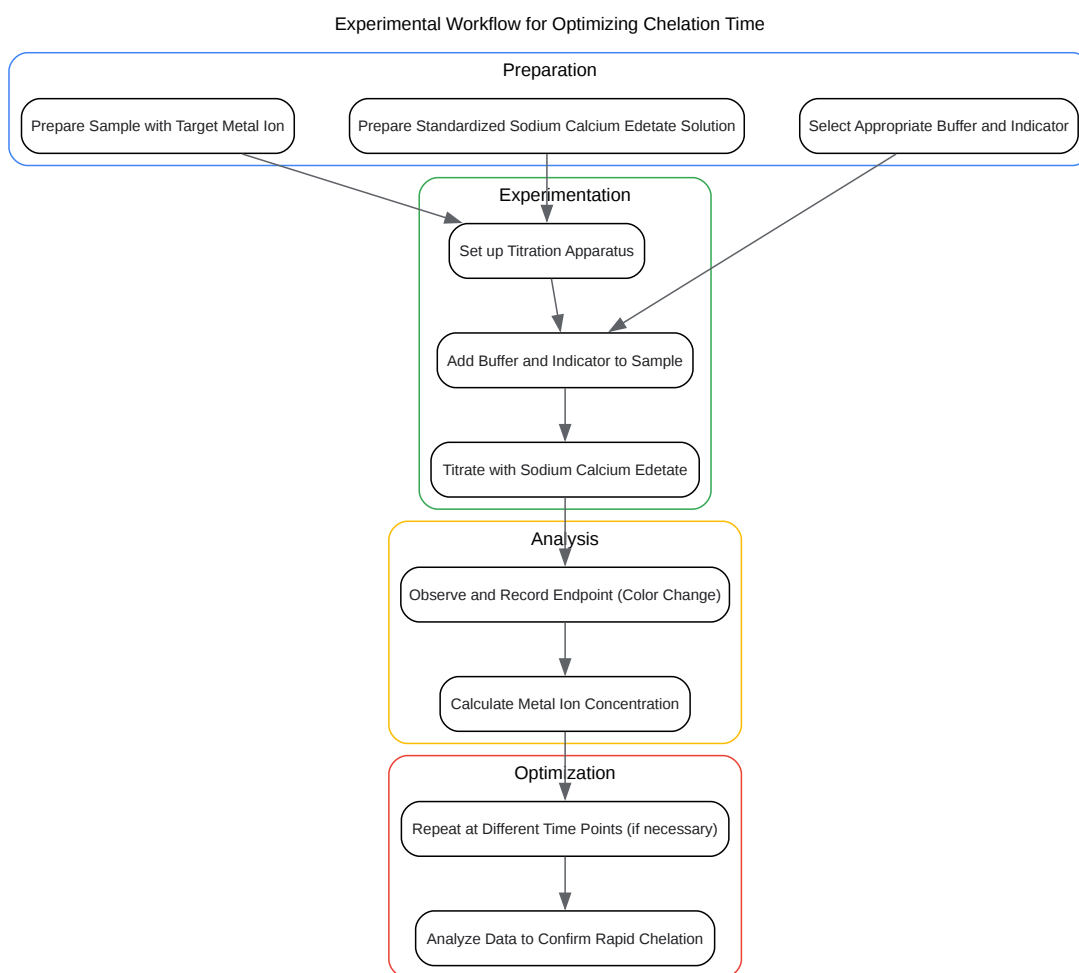 Experimental Workflow for Optimizing Chelation Time
Preparation
Prepare Sample with Target Metal Ion
Prepare Standardized Sodium Calcium Edetate Solution
Select Appropriate Buffer and Indicator
Experimentation
Set up Titration Apparatus
Add Buffer and Indicator to Sample
Titrate with Sodium Calcium Edetate
Analysis
Observe and Record Endpoint (Color Change)
Calculate Metal Ion Concentration
Optimization
Repeat at Different Time Points (if necessary)
Analyze Data to Confirm Rapid Chelation